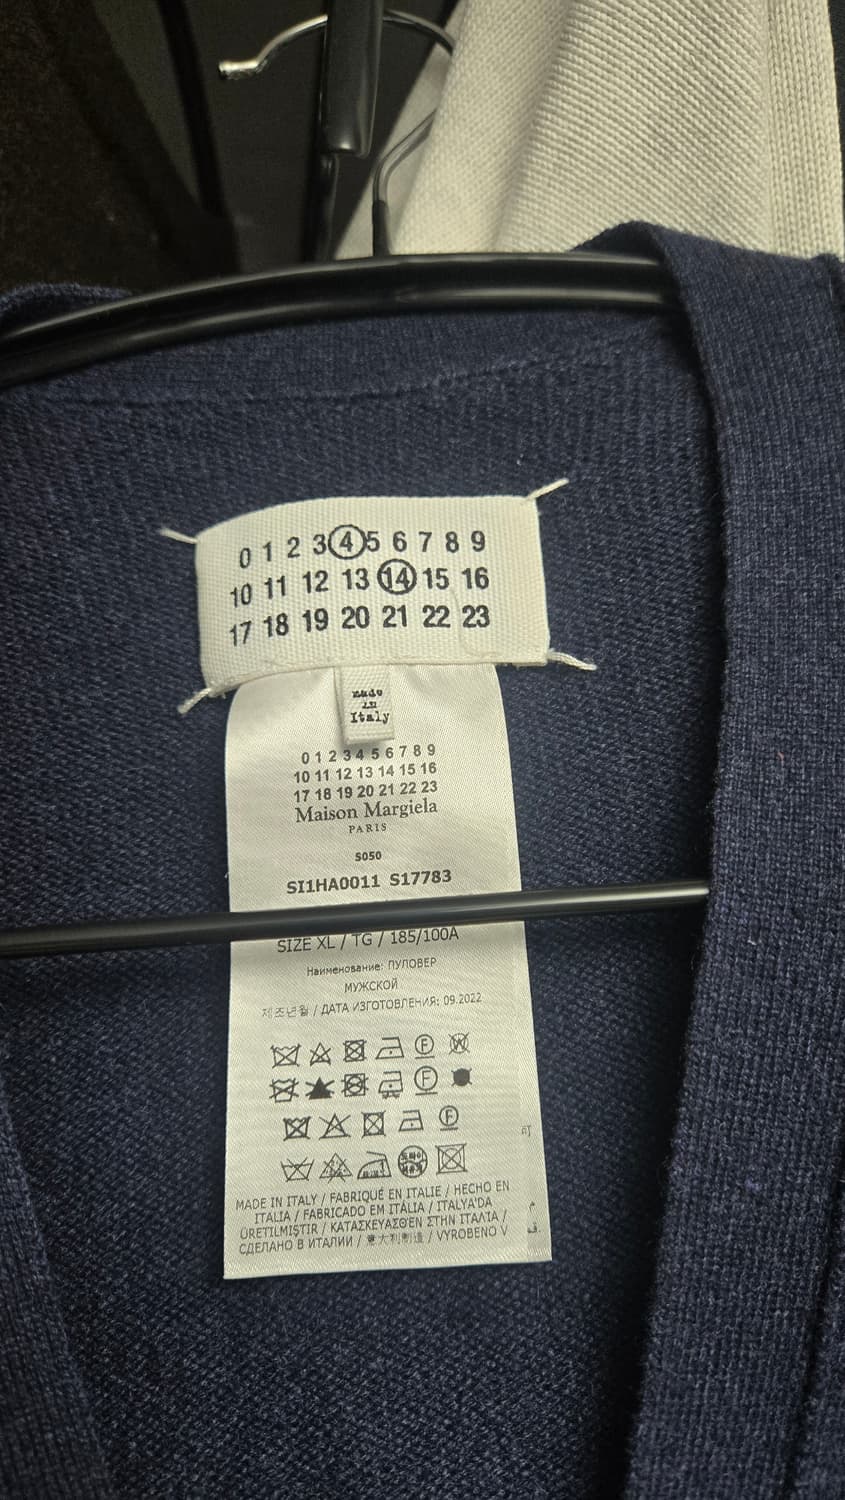 0 1 2 3 4 5 6 7 8 9
10 11 12 13 14 15 16
17 18 19 20 21 22 23
made
in
Italy
0 1 2 3 4 5 6 7 8 9
10 11 12 13 14 15 16
17 18 19 20 21 22 23
Maison Margiela
PARIS
S050
SI1HA0011 S17783
SIZE XL / TG / 185/100A
Наименование: ПУЛОВЕР
МУЖСКОЙ
제조년월 / ДАТА ИЗГОТОВЛЕНИЯ: 09.2022
F W
F
F
MADE IN ITALY / FABRIQUÉ EN ITALIE / HECHO EN
ITALIA / FABRICADO EM ITÁLIA / ITALYA'DA
ÜRETILMIŞTIR / ΚΑΤΑΣΚΕΥΑΣΘΕΝ ΣΤΗΝ ΙΤΑΛΙΑ /
СДЕЛАНО В ИТАЛИИ / 意大利制造 / VYROBENO V